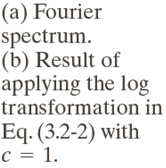 (a) Fourier
spectrum.
(b) Result of
applying the log
transformation in
Eq. (3.2-2) with
c = 1.